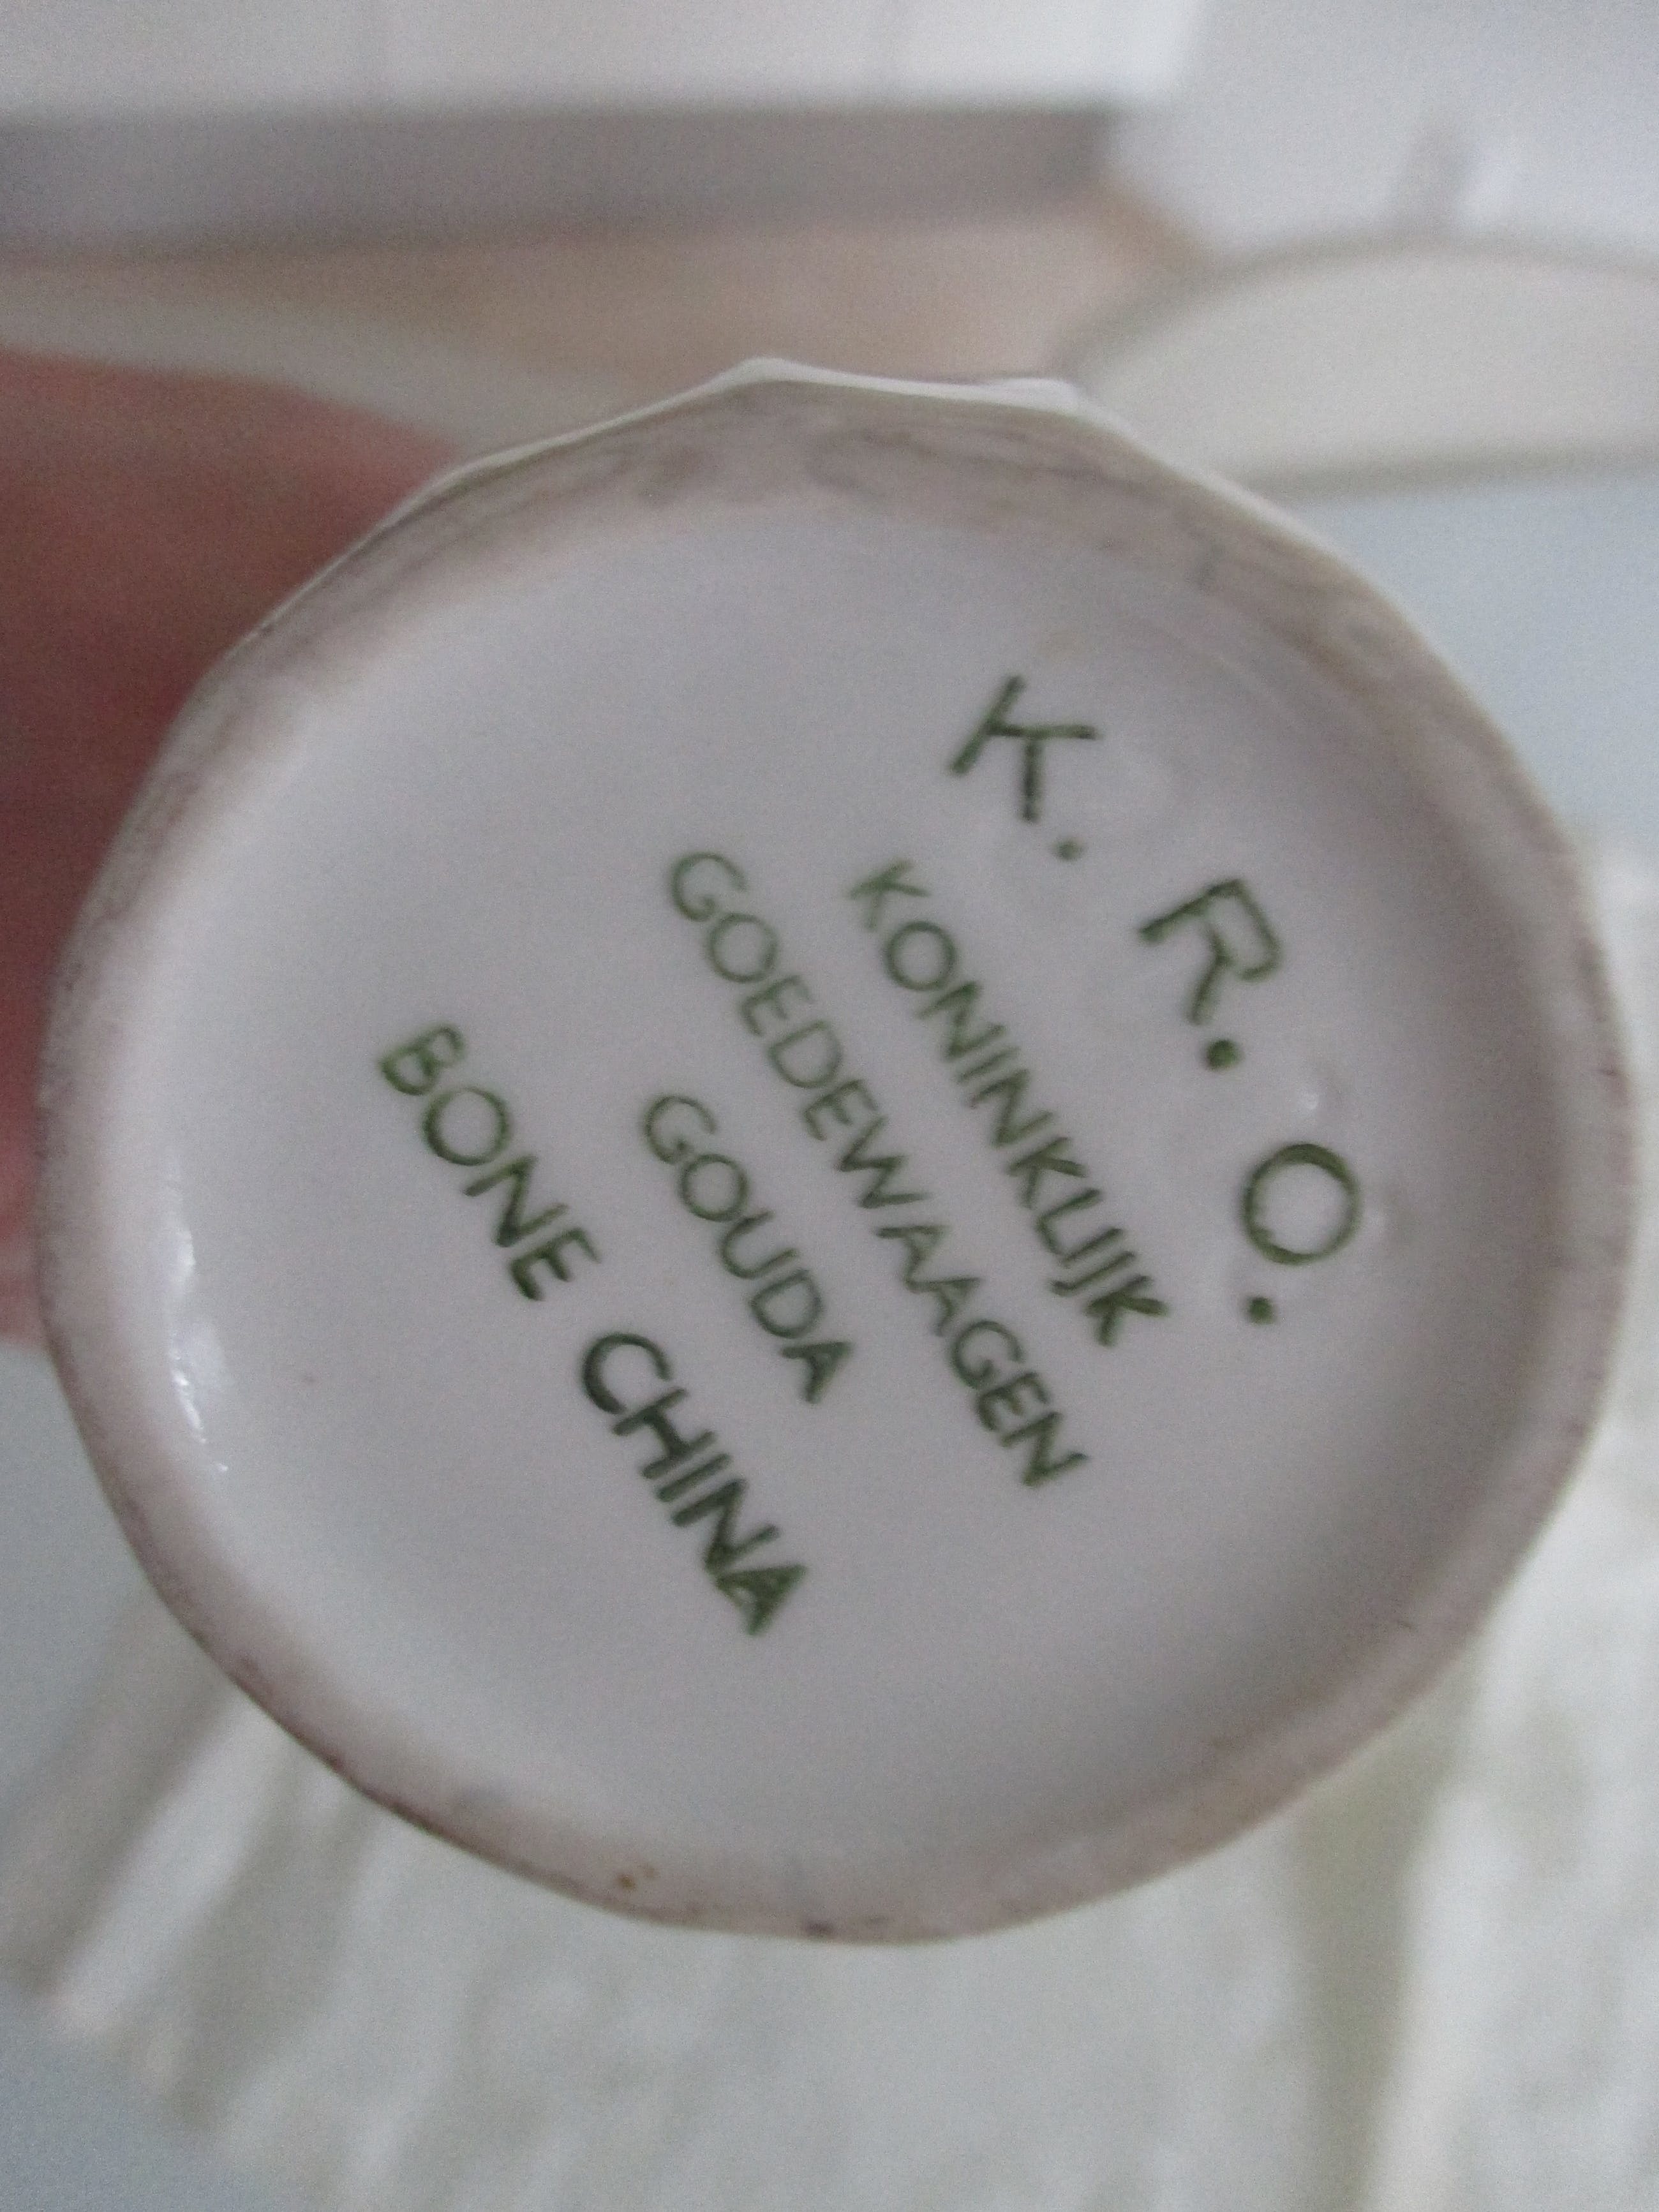 K. R. O.
KONINKLIJK
GOEDEWAAGEN
GOUDA
BONE CHINA